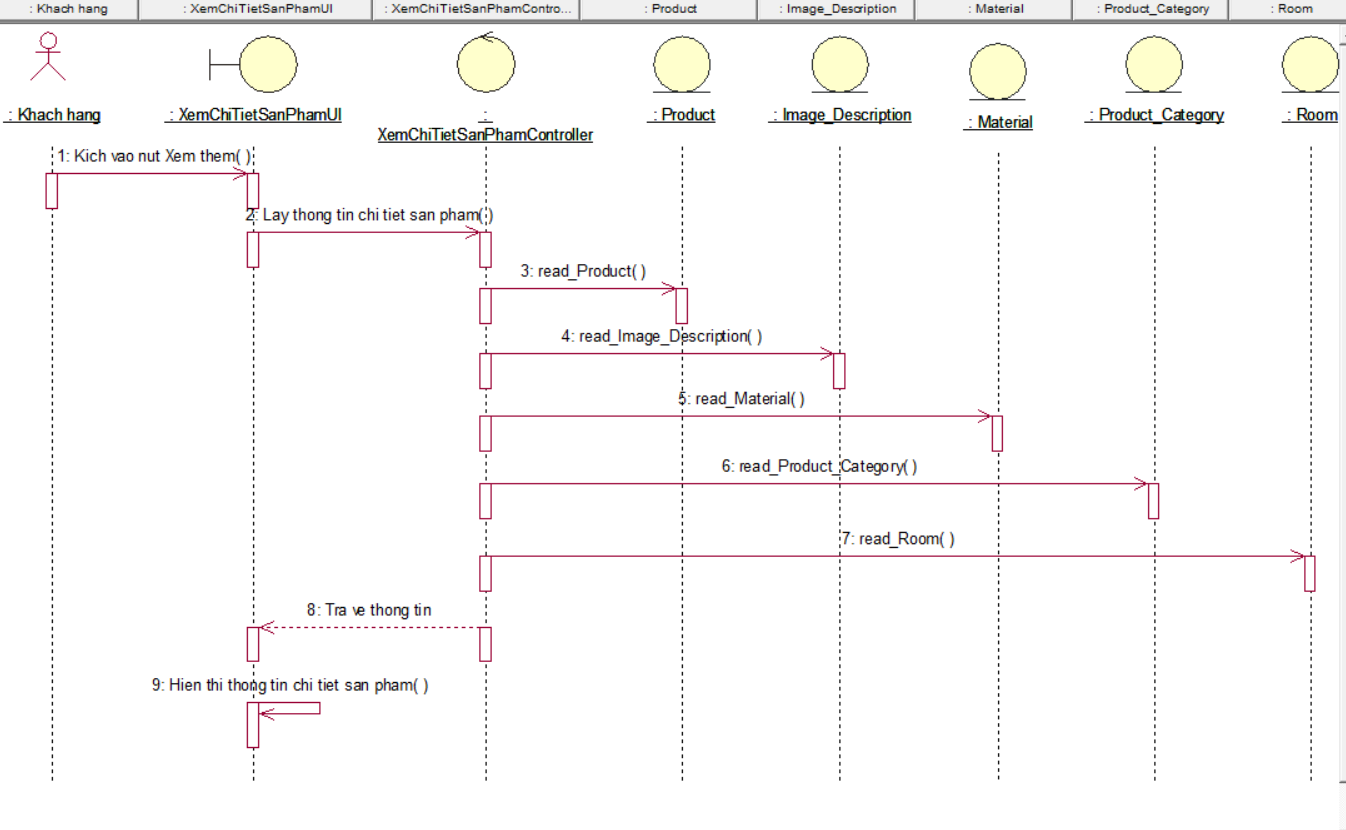 : Khach hang
: XemChiTietSanPhamUI
: XemChiTietSanPhamContro...
: Product
: Image_Description
: Material
: Product_Category
: Room
: Khach hang
: XemChiTietSanPhamUI
:
XemChiTietSanPhamController
: Product
: Image_Description
: Material
: Product_Category
: Room
1: Kich vao nut Xem them( )
2: Lay thong tin chi tiet san pham( )
3: read_Product( )
4: read_Image_Description( )
5: read_Material( )
6: read_Product_Category( )
7: read_Room( )
8: Tra ve thong tin
9: Hien thi thong tin chi tiet san pham( )